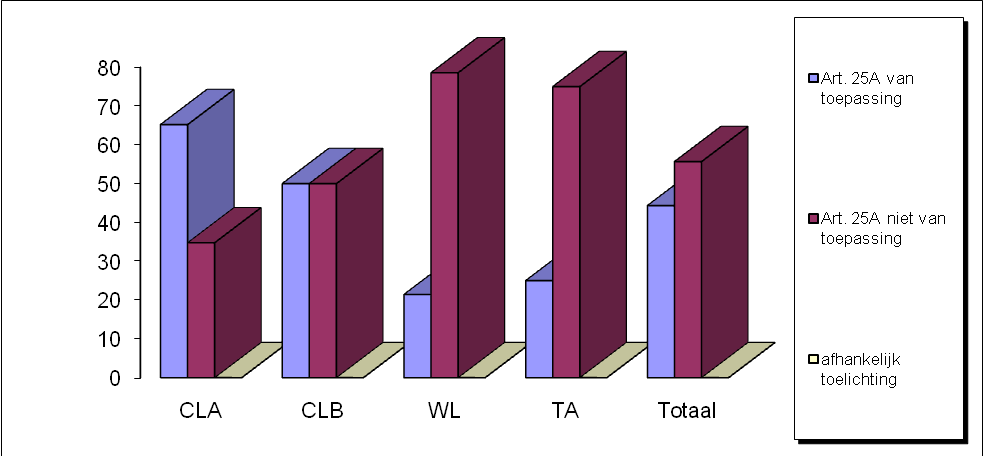 80
70
60
50
40
30
20
10
0
CLA CLB WL TA Totaal
Art. 25A van
toepassing
Art. 25A niet van
toepassing
afhankelijk
toelichting